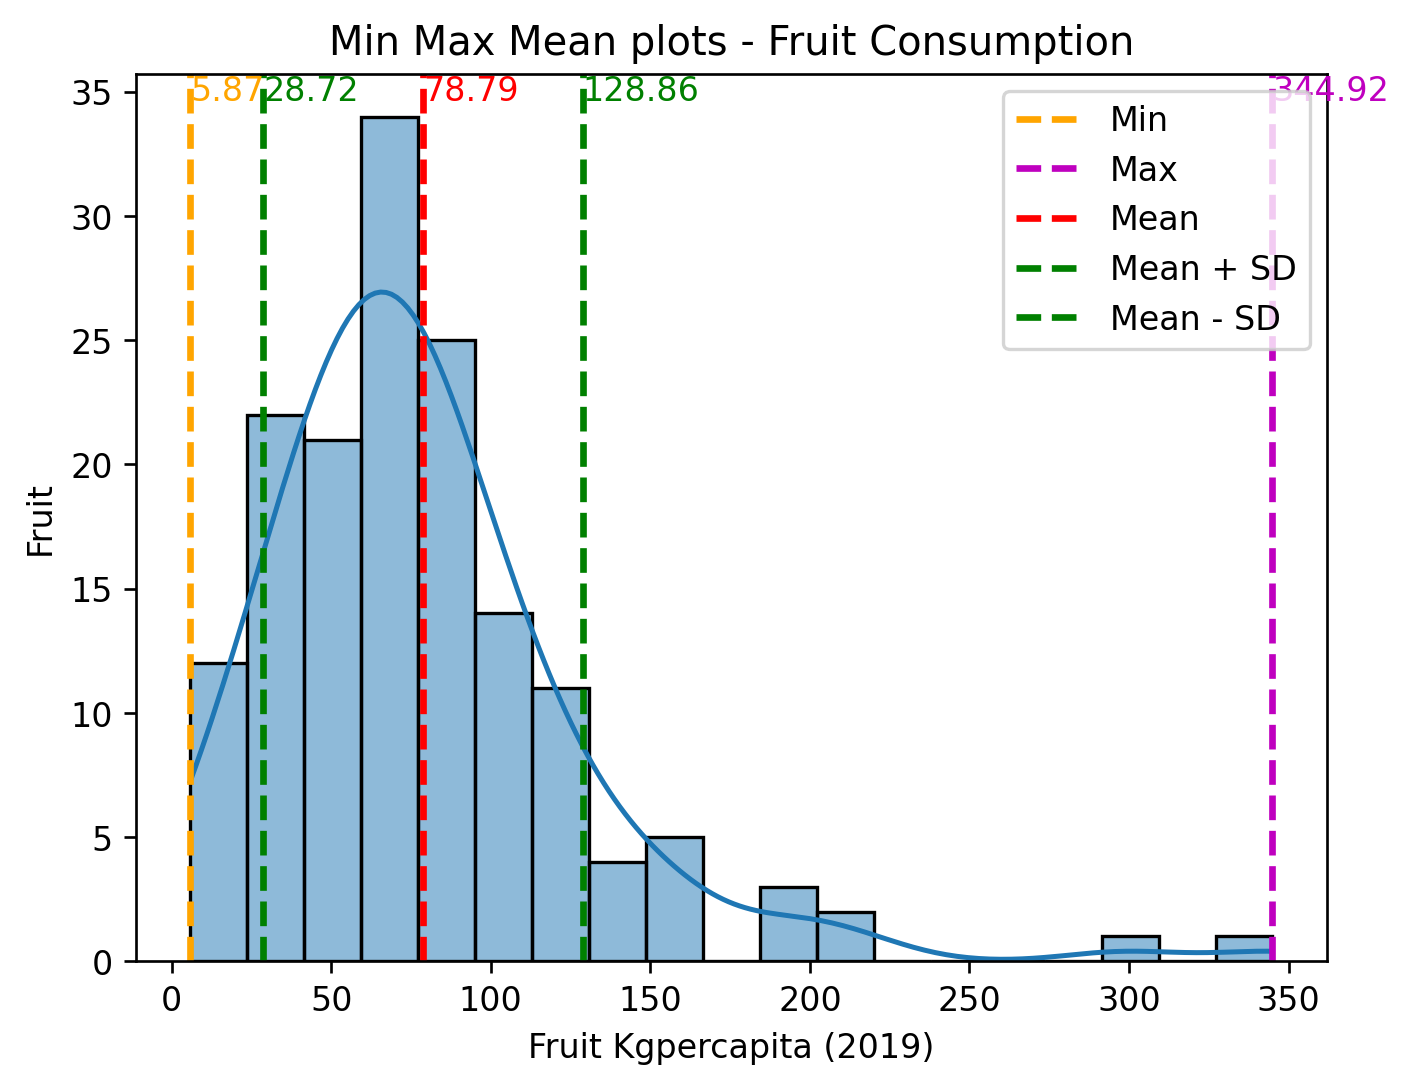 Min Max Mean plots - Fruit Consumption
5.87 28.72 78.79 128.86 344.92
Min
Max
Mean
Mean + SD
Mean - SD
35
30
25
20
15
10
5
0
Fruit
0 50 100 150 200 250 300 350
Fruit Kgpercapita (2019)